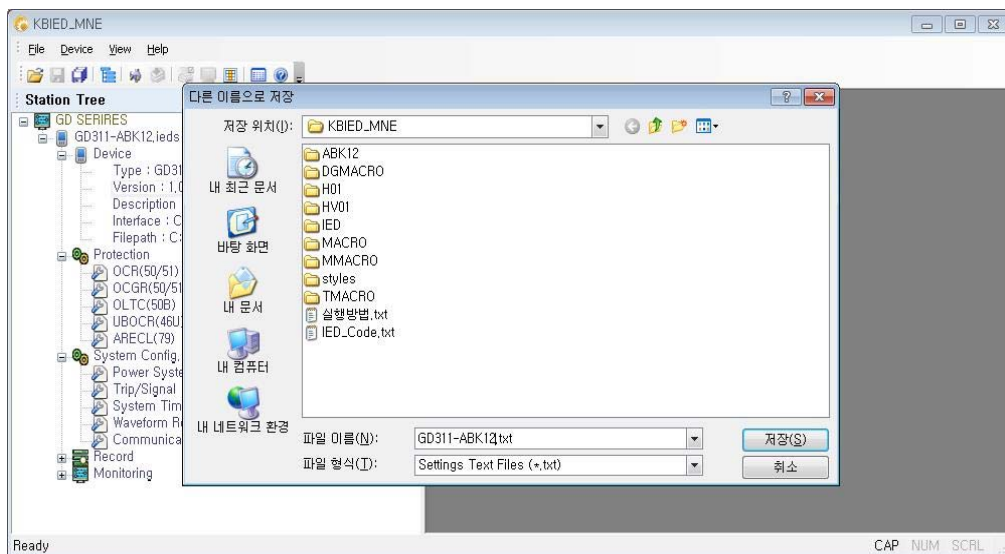 KBIED_MNE
File Device View Help
Station Tree
GD SERIRES
GD311-ABK12.ieds
Device
Type : GD31
Version : 1.0
Description
Interface : C
Filepath : C:
Protection
OCR(50/51)
OCGR(50/51
OLTC(50B)
UBOCR(46U)
ARECL(79)
System Config.
Power Syste
Trip/Signal
System Tim
Waveform R
Communica
Record
Monitoring
다른 이름으로 저장
저장 위치(I):
KBIED_MNE
내 최근 문서
바탕 화면
내 문서
내 컴퓨터
내 네트워크 환경
ABK12
DGMACRO
H01
HV01
IED
MACRO
MMACRO
styles
TMACRO
실행방법.txt
IED_Code.txt
파일 이름(N):
GD311-ABK12.txt
저장(S)
파일 형식(T):
Settings Text Files (*.txt)
취소
Ready
CAP NUM SCRL